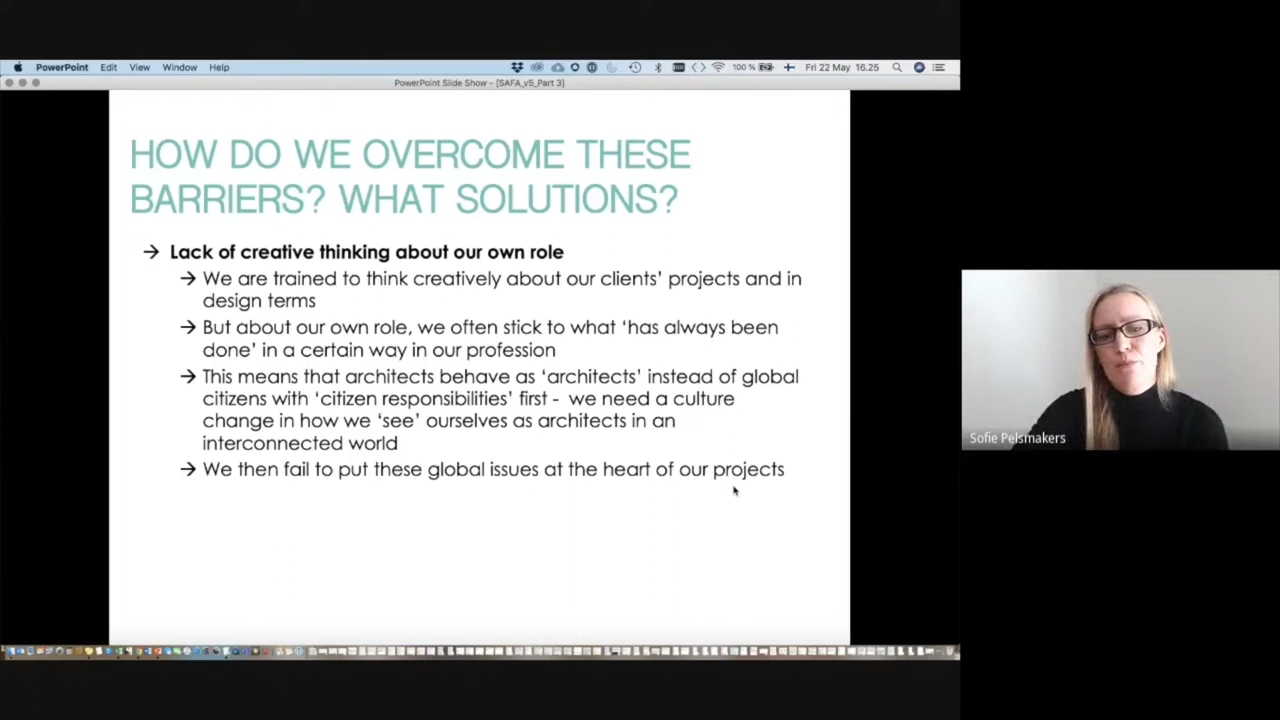 PowerPoint Edit View Window Help 100 % Fri 22 May 16.25
PowerPoint Slide Show - [SAFA_v5_Part 3]
HOW DO WE OVERCOME THESE
BARRIERS? WHAT SOLUTIONS?
→ Lack of creative thinking about our own role
→ We are trained to think creatively about our clients’ projects and in
design terms
→ But about our own role, we often stick to what ‘has always been
done’ in a certain way in our profession
→ This means that architects behave as ‘architects’ instead of global
citizens with ‘citizen responsibilities’ first - we need a culture
change in how we ‘see’ ourselves as architects in an
interconnected world
→ We then fail to put these global issues at the heart of our projects
Sofie Pelsmakers